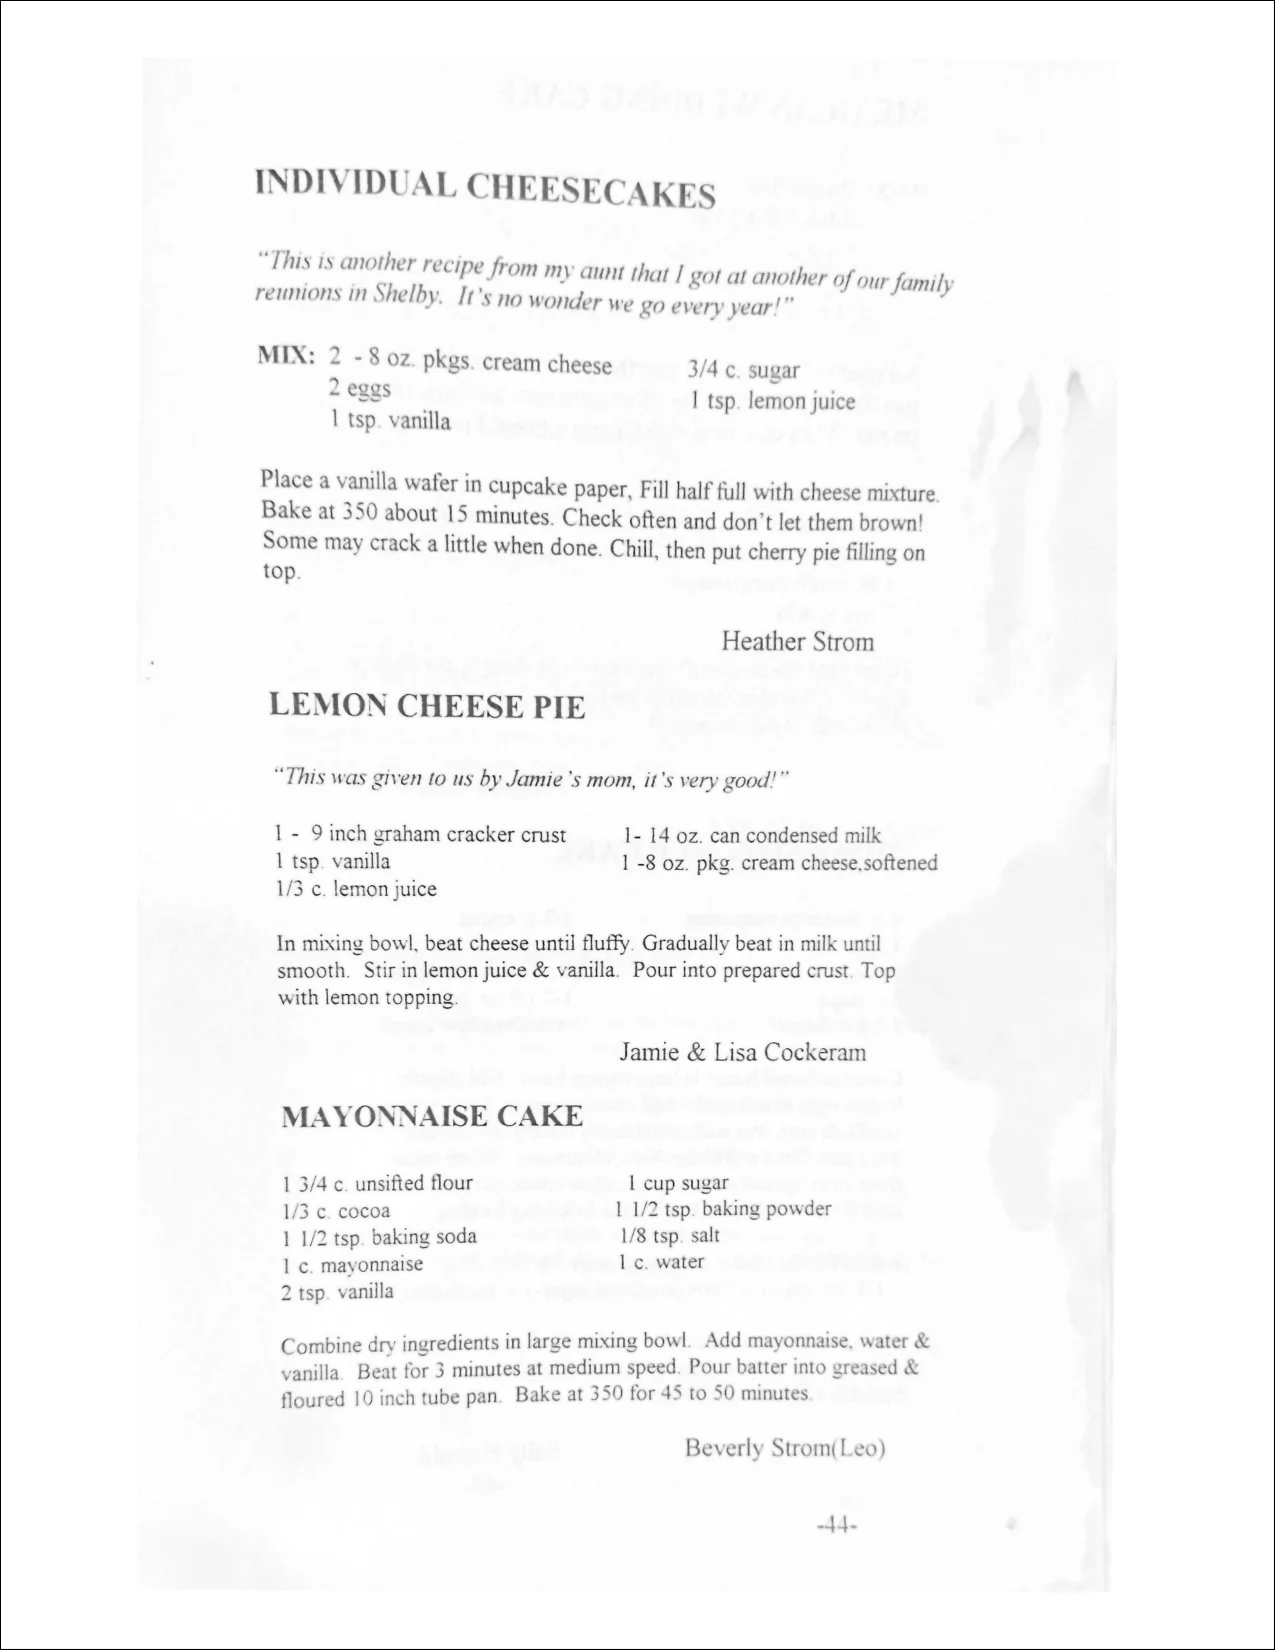 INDIVIDUAL CHEESECAKES
"This is another recipe from my aunt that I got at another of our family
reunions in Shelby. It's no wonder we go every year!"
MIX: 2 - 8 oz. pkgs. cream cheese 3/4 c. sugar
2 eggs 1 tsp. lemon juice
1 tsp. vanilla
Place a vanilla wafer in cupcake paper, Fill half full with cheese mixture.
Bake at 350 about 15 minutes. Check often and don't let them brown!
Some may crack a little when done. Chill, then put cherry pie filling on
top.
Heather Strom
LEMON CHEESE PIE
"This was given to us by Jamie's mom, it's very good!"
1 - 9 inch graham cracker crust 1- 14 oz. can condensed milk
1 tsp. vanilla 1 -8 oz. pkg. cream cheese,softened
1/3 c. lemon juice
In mixing bowl, beat cheese until fluffy. Gradually beat in milk until
smooth. Stir in lemon juice & vanilla. Pour into prepared crust. Top
with lemon topping.
Jamie & Lisa Cockeram
MAYONNAISE CAKE
1 3/4 c. unsifted flour 1 cup sugar
1/3 c. cocoa 1 1/2 tsp. baking powder
1 1/2 tsp. baking soda 1/8 tsp. salt
1 c. mayonnaise 1 c. water
2 tsp. vanilla
Combine dry ingredients in large mixing bowl. Add mayonnaise, water &
vanilla. Beat for 3 minutes at medium speed. Pour batter into greased &
floured 10 inch tube pan. Bake at 350 for 45 to 50 minutes.
Beverly Strom(Leo)
-44-